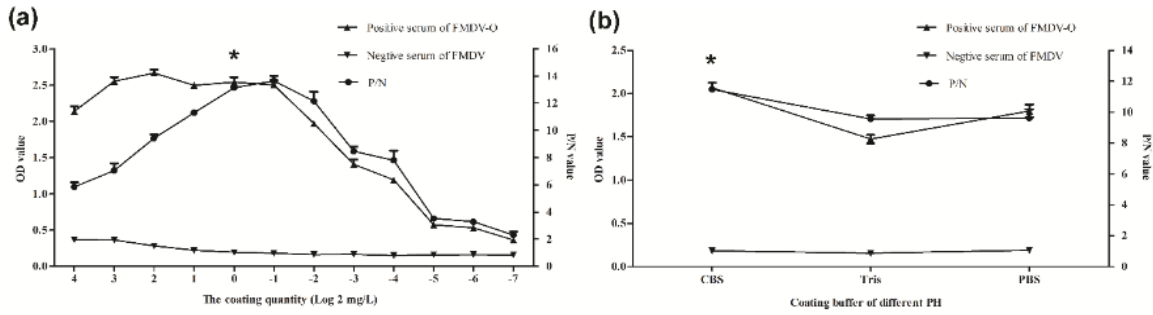 (a)
Positive serum of FMDV-O
Negtive serum of FMDV
P/N
*
OD value
3.0
2.5
2.0
1.5
1.0
0.5
0.0
P/N value
16
14
12
10
8
6
4
2
0
4 3 2 1 0 -1 -2 -3 -4 -5 -6 -7
The coating quantity (Log 2 mg/L)
(b)
Positive serum of FMDV-O
Negtive serum of FMDV
P/N
*
OD value
2.5
2.0
1.5
1.0
0.5
0.0
P/N value
14
12
10
8
6
4
2
0
CBS Tris PBS
Coating buffer of different PH